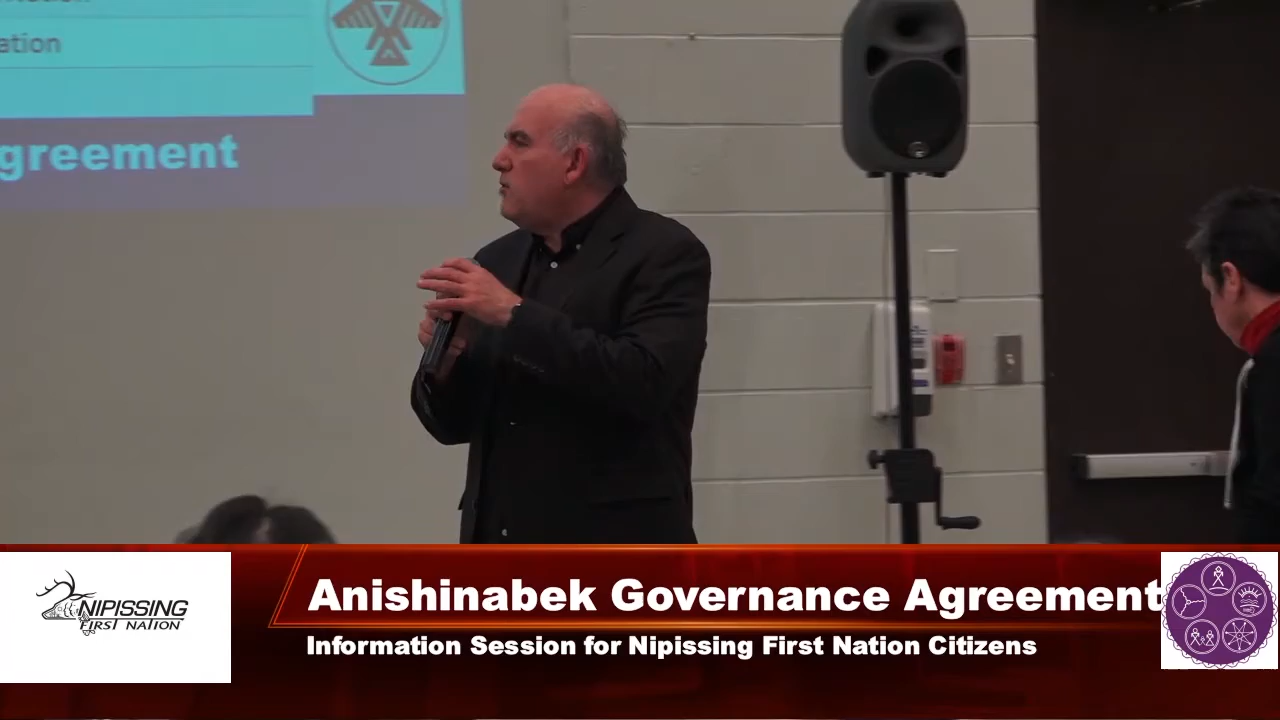 ation
greement
Anishinabek Governance Agreement
Information Session for Nipissing First Nation Citizens
NIPISSING
FIRST NATION